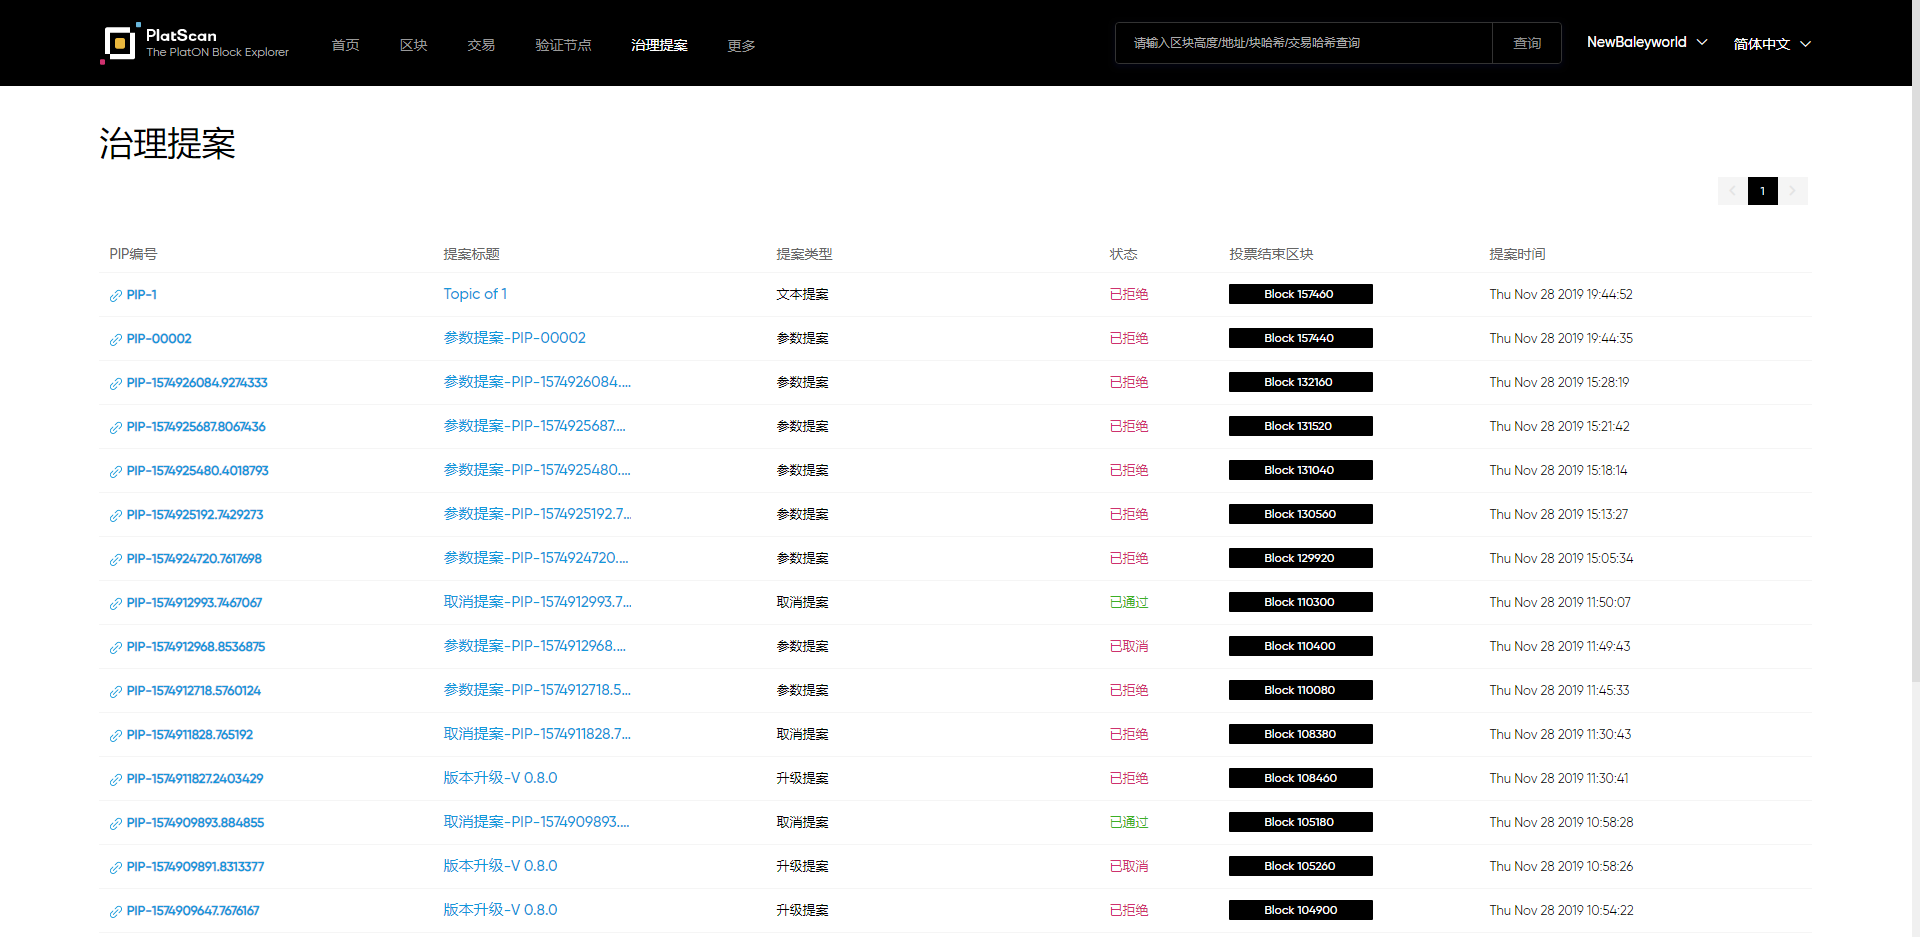 PlatScan
The PlatON Block Explorer
首页 区块 交易 验证节点 治理提案 更多
请输入区块高度/地址/块哈希/交易哈希查询 查询
NewBaleyworld 简体中文
治理提案
1
PIP编号 提案标题 提案类型 状态 投票结束区块 提案时间
PIP-1 Topic of 1 文本提案 已拒绝 Block 157460 Thu Nov 28 2019 19:44:52
PIP-00002 参数提案-PIP-00002 参数提案 已拒绝 Block 157440 Thu Nov 28 2019 19:44:35
PIP-1574926084.9274333 参数提案-PIP-1574926084.... 参数提案 已拒绝 Block 132160 Thu Nov 28 2019 15:28:19
PIP-1574925687.8067436 参数提案-PIP-1574925687.... 参数提案 已拒绝 Block 131520 Thu Nov 28 2019 15:21:42
PIP-1574925480.4018793 参数提案-PIP-1574925480.... 参数提案 已拒绝 Block 131040 Thu Nov 28 2019 15:18:14
PIP-1574925192.7429273 参数提案-PIP-1574925192.7... 参数提案 已拒绝 Block 130560 Thu Nov 28 2019 15:13:27
PIP-1574924720.7617698 参数提案-PIP-1574924720.... 参数提案 已拒绝 Block 129920 Thu Nov 28 2019 15:05:34
PIP-1574912993.7467067 取消提案-PIP-1574912993.7... 取消提案 已通过 Block 110300 Thu Nov 28 2019 11:50:07
PIP-1574912968.8536875 参数提案-PIP-1574912968.... 参数提案 已取消 Block 110400 Thu Nov 28 2019 11:49:43
PIP-1574912718.5760124 参数提案-PIP-1574912718.5... 参数提案 已拒绝 Block 110080 Thu Nov 28 2019 11:45:33
PIP-1574911828.765192 取消提案-PIP-1574911828.7... 取消提案 已拒绝 Block 108380 Thu Nov 28 2019 11:30:43
PIP-1574911827.2403429 版本升级-V 0.8.0 升级提案 已拒绝 Block 108460 Thu Nov 28 2019 11:30:41
PIP-1574909893.884855 取消提案-PIP-1574909893.... 取消提案 已通过 Block 105180 Thu Nov 28 2019 10:58:28
PIP-1574909891.8313377 版本升级-V 0.8.0 升级提案 已取消 Block 105260 Thu Nov 28 2019 10:58:26
PIP-1574909647.7676167 版本升级-V 0.8.0 升级提案 已拒绝 Block 104900 Thu Nov 28 2019 10:54:22